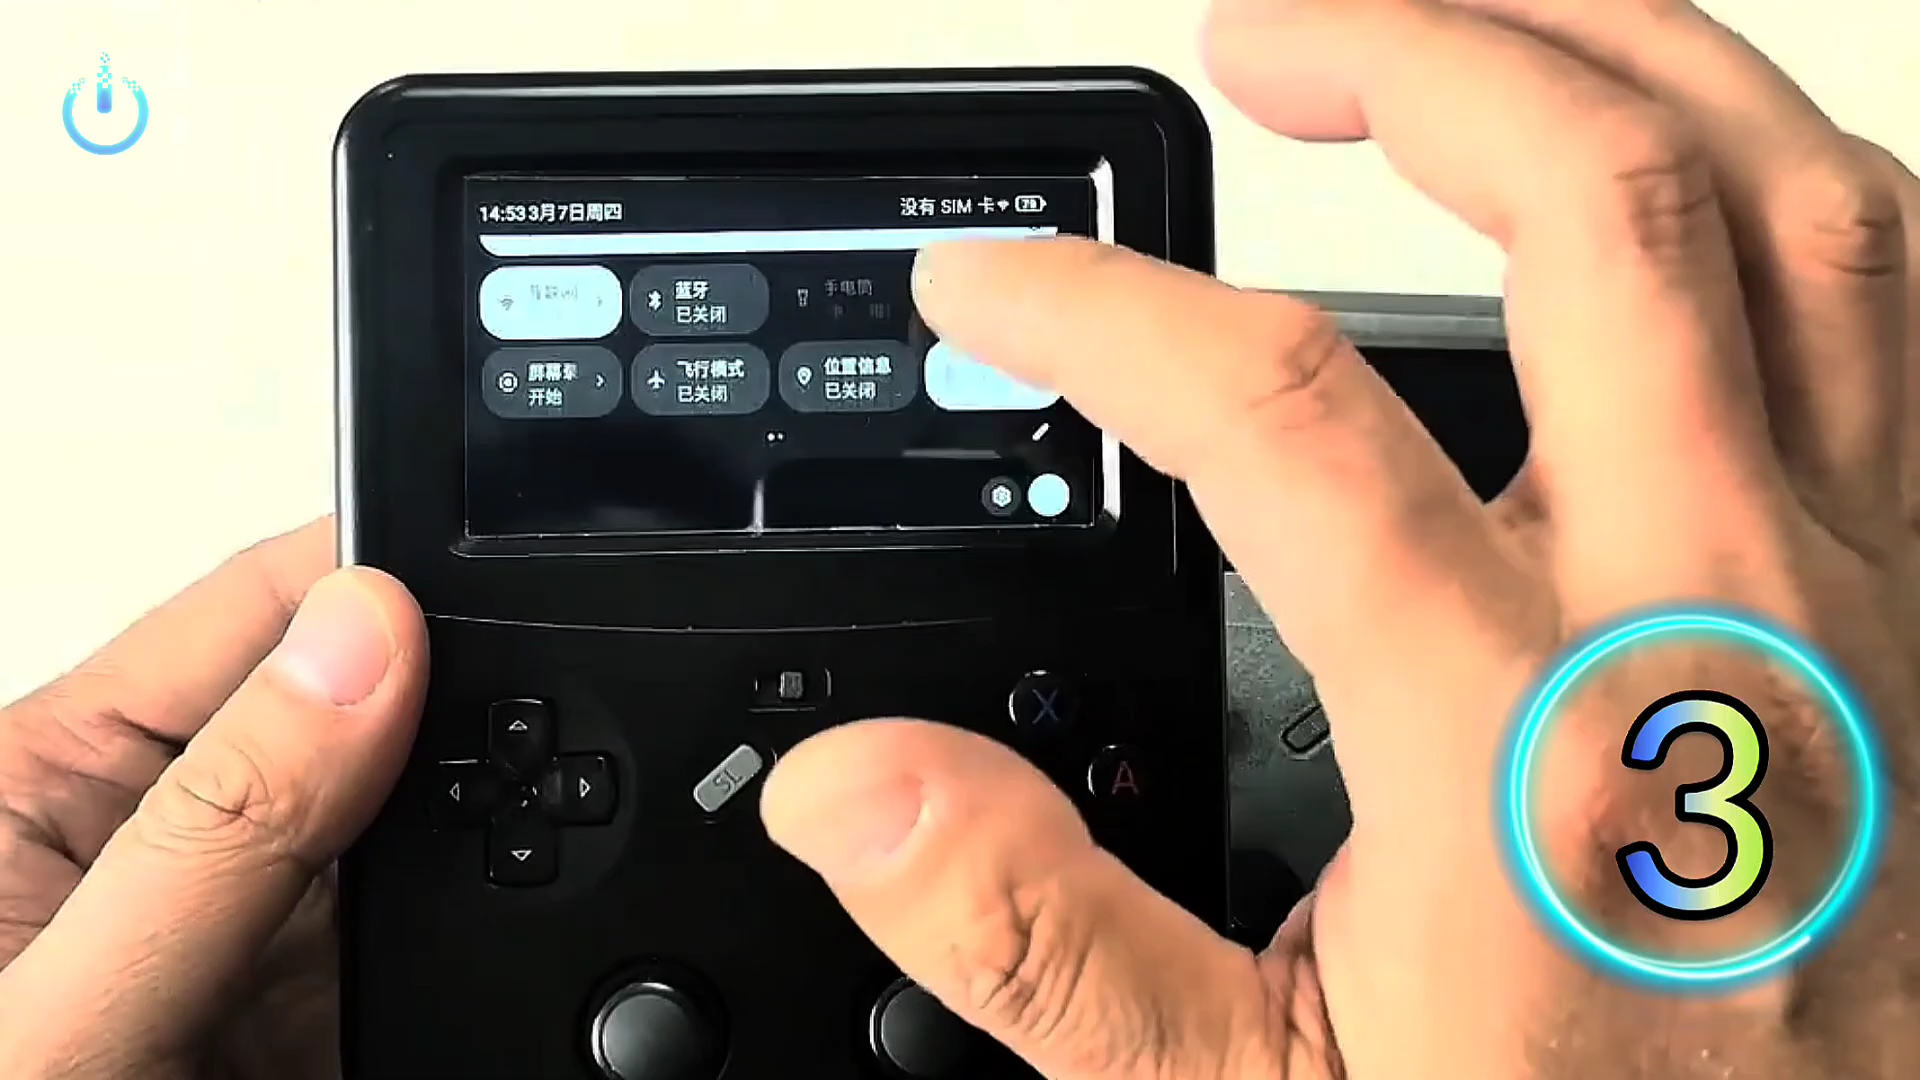 14:53 3月7日周四
没有 SIM 卡 79
蓝牙
已关闭
手电筒
屏幕录
开始
飞行模式
已关闭
位置信息
已关闭
SL
X
A
3